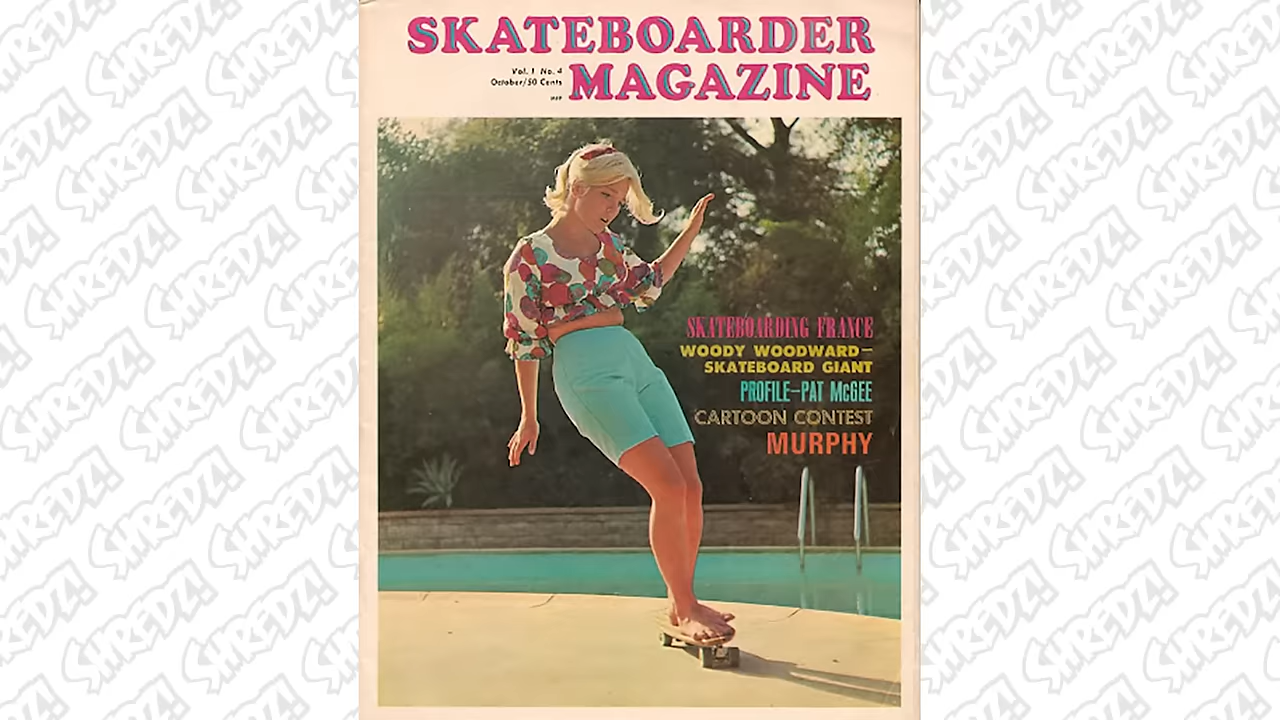 SKATEBOARDER
MAGAZINE
Vol. 1 No. 4
October/50 Cents
SKATEBOARDING FRANCE
WOODY WOODWARD–
SKATEBOARD GIANT
PROFILE–PAT McGEE
CARTOON CONTEST
MURPHY
SHREDZ!